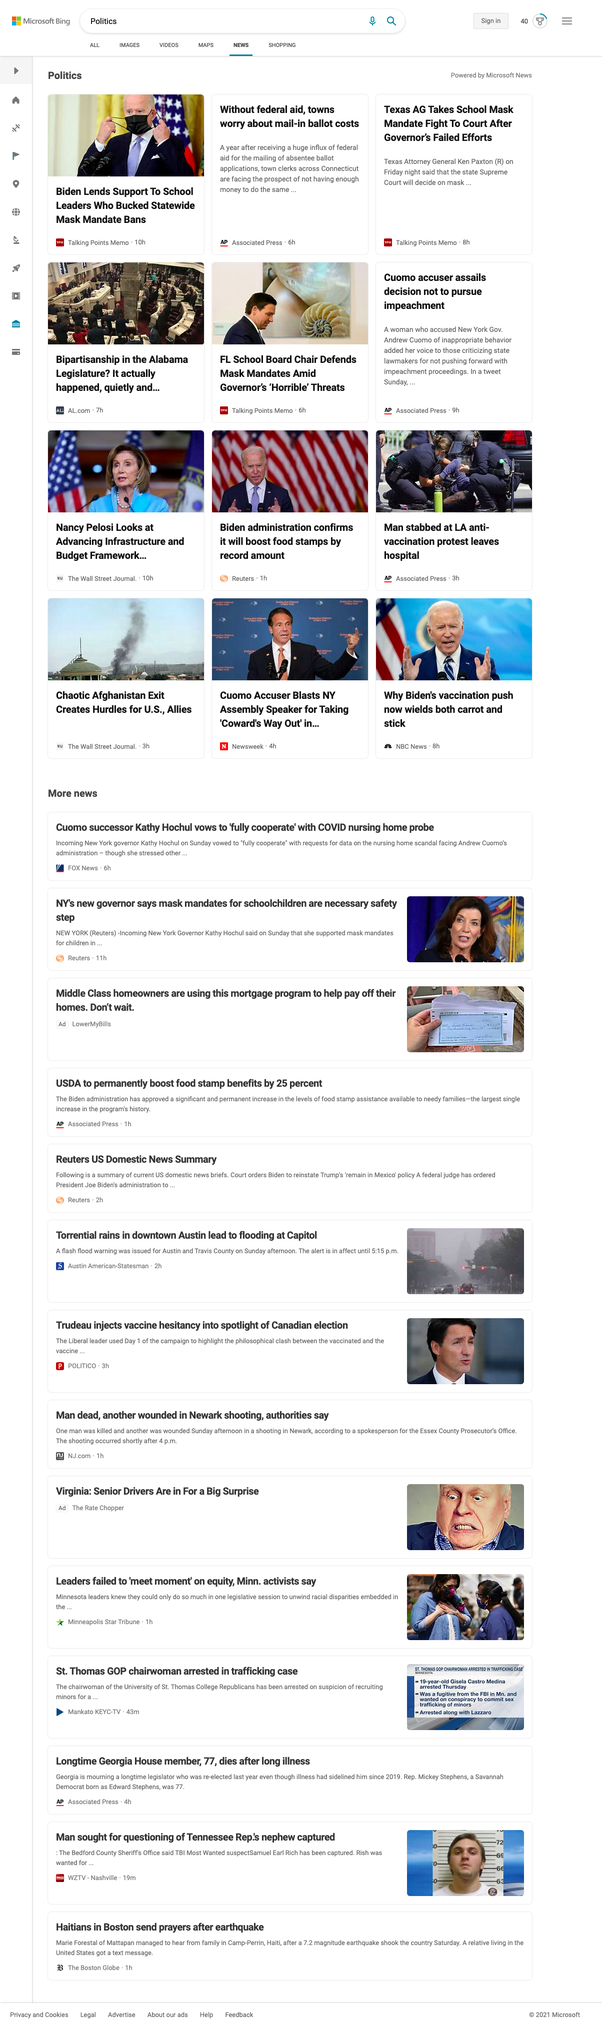 Microsoft Bing
Politics
Sign in
40
ALL
IMAGES
VIDEOS
MAPS
NEWS
SHOPPING
Politics
Powered by Microsoft News
Biden Lends Support To School
Leaders Who Bucked Statewide
Mask Mandate Bans
Talking Points Memo · 10h
Without federal aid, towns
worry about mail-in ballot costs
A year after receiving a huge influx of federal
aid for the mailing of absentee ballot
applications, town clerks across Connecticut
are facing the prospect of not having enough
money to do the same ...
AP Associated Press · 6h
Texas AG Takes School Mask
Mandate Fight To Court After
Governor's Failed Efforts
Texas Attorney General Ken Paxton (R) on
Friday night said that the state Supreme
Court will decide on mask ...
Talking Points Memo · 8h
Bipartisanship in the Alabama
Legislature? It actually
happened, quietly and...
AL.com · 7h
FL School Board Chair Defends
Mask Mandates Amid
Governor's 'Horrible' Threats
Talking Points Memo · 6h
Cuomo accuser assails
decision not to pursue
impeachment
A woman who accused New York Gov.
Andrew Cuomo of inappropriate behavior
added her voice to those criticizing state
lawmakers for not pushing forward with
impeachment proceedings. In a tweet
Sunday, ...
AP Associated Press · 9h
Nancy Pelosi Looks at
Advancing Infrastructure and
Budget Framework...
The Wall Street Journal. · 10h
Biden administration confirms
it will boost food stamps by
record amount
Reuters · 1h
Man stabbed at LA anti-
vaccination protest leaves
hospital
AP Associated Press · 3h
Chaotic Afghanistan Exit
Creates Hurdles for U.S., Allies
The Wall Street Journal. · 3h
Cuomo Accuser Blasts NY
Assembly Speaker for Taking
'Coward's Way Out' in...
N Newsweek · 4h
Why Biden's vaccination push
now wields both carrot and
stick
NBC News · 8h
More news
Cuomo successor Kathy Hochul vows to 'fully cooperate' with COVID nursing home probe
Incoming New York governor Kathy Hochul on Sunday vowed to "fully cooperate" with requests for data on the nursing home scandal facing Andrew Cuomo's
administration – though she stressed other ...
FOX News · 6h
NY's new governor says mask mandates for schoolchildren are necessary safety
step
NEW YORK (Reuters) -Incoming New York Governor Kathy Hochul said on Sunday that she supported mask mandates
for children in ...
Reuters · 11h
Middle Class homeowners are using this mortgage program to help pay off their
homes. Don't wait.
Ad LowerMyBills
USDA to permanently boost food stamp benefits by 25 percent
The Biden administration has approved a significant and permanent increase in the levels of food stamp assistance available to needy families—the largest single
increase in the program's history.
AP Associated Press · 1h
Reuters US Domestic News Summary
Following is a summary of current US domestic news briefs. Court orders Biden to reinstate Trump's 'remain in Mexico' policy A federal judge has ordered
President Joe Biden's administration to ...
Reuters · 2h
Torrential rains in downtown Austin lead to flooding at Capitol
A flash flood warning was issued for Austin and Travis County on Sunday afternoon. The alert is in affect until 5:15 p.m.
S Austin American-Statesman · 2h
Trudeau injects vaccine hesitancy into spotlight of Canadian election
The Liberal leader used Day 1 of the campaign to highlight the philosophical clash between the vaccinated and the
vaccine ...
P POLITICO · 3h
Man dead, another wounded in Newark shooting, authorities say
One man was killed and another was wounded Sunday afternoon in a shooting in Newark, according to a spokesperson for the Essex County Prosecutor's Office.
The shooting occurred shortly after 4 p.m.
NJ.com · 1h
Virginia: Senior Drivers Are in For a Big Surprise
Ad The Rate Chopper
Leaders failed to 'meet moment' on equity, Minn. activists say
Minnesota leaders knew they could only do so much in one legislative session to unwind racial disparities embedded in
the ...
Minneapolis Star Tribune · 1h
St. Thomas GOP chairwoman arrested in trafficking case
The chairwoman of the University of St. Thomas College Republicans has been arrested on suspicion of recruiting
minors for a ...
Mankato KEYC-TV · 43m
ST. THOMAS GOP CHAIRWOMAN ARRESTED IN TRAFFICKING CASE
19-year-old Gisela Castro Medina
arrested Thursday
Was a fugitive from the FBI in Mn. and
wanted on conspiracy to commit sex
trafficking of minors
Arrested along with Lazzaro
Longtime Georgia House member, 77, dies after long illness
Georgia is mourning a longtime legislator who was re-elected last year even though illness had sidelined him since 2019. Rep. Mickey Stephens, a Savannah
Democrat born as Edward Stephens, was 77.
AP Associated Press · 4h
Man sought for questioning of Tennessee Rep.'s nephew captured
: The Bedford County Sheriff's Office said TBI Most Wanted suspectSamuel Earl Rich has been captured. Rish was
wanted for ...
WZTV - Nashville · 19m
Haitians in Boston send prayers after earthquake
Marie Forestal of Mattapan managed to hear from family in Camp-Perrin, Haiti, after a 7.2 magnitude earthquake shook the country Saturday. A relative living in the
United States got a text message.
B The Boston Globe · 1h
Privacy and Cookies
Legal
Advertise
About our ads
Help
Feedback
© 2021 Microsoft